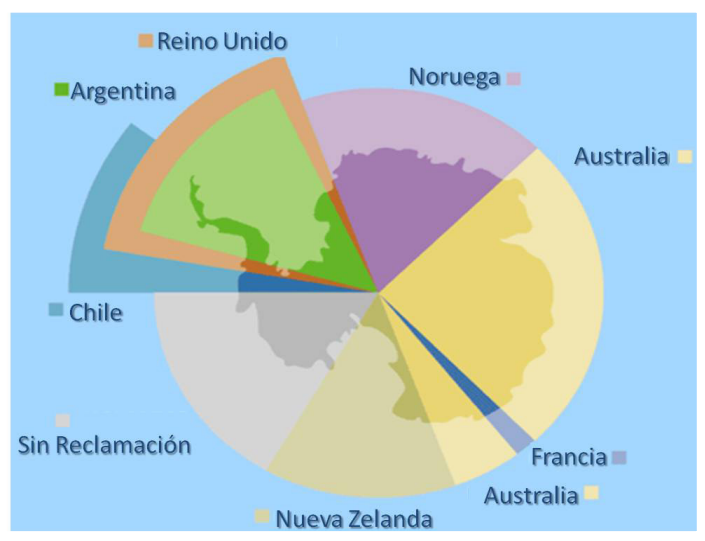 Reino Unido
Noruega
Argentina
Australia
Chile
Sin Reclamación
Francia
Australia
Nueva Zelanda